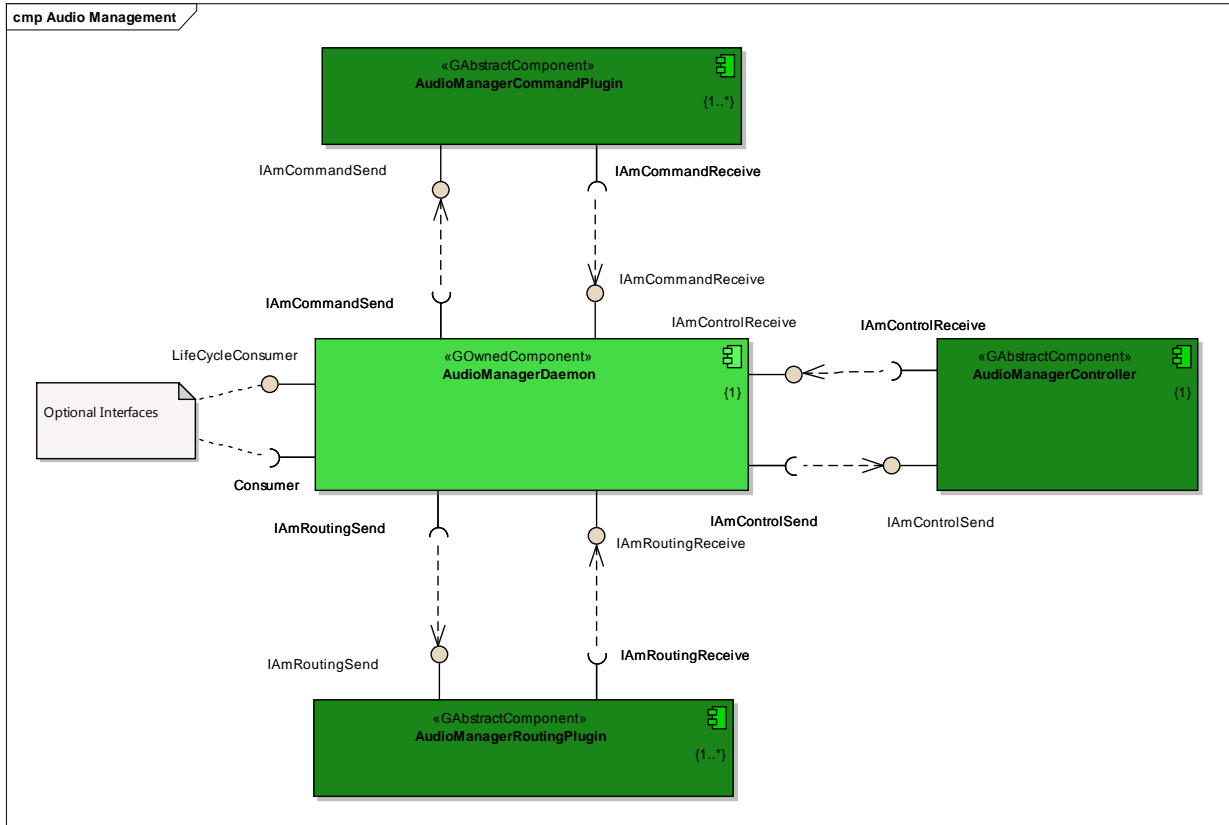 cmp Audio Management
«GAbstractComponent»
AudioManagerCommandPlugin
{1..*}
IAmCommandSend
IAmCommandReceive
IAmCommandReceive
IAmCommandSend
IAmControlReceive
IAmControlReceive
LifeCycleConsumer
«GOwnedComponent»
AudioManagerDaemon
{1}
«GAbstractComponent»
AudioManagerController
{1}
Optional Interfaces
Consumer
IAmRoutingSend
IAmControlSend
IAmControlSend
IAmRoutingReceive
IAmRoutingSend
IAmRoutingReceive
«GAbstractComponent»
AudioManagerRoutingPlugin
{1..*}